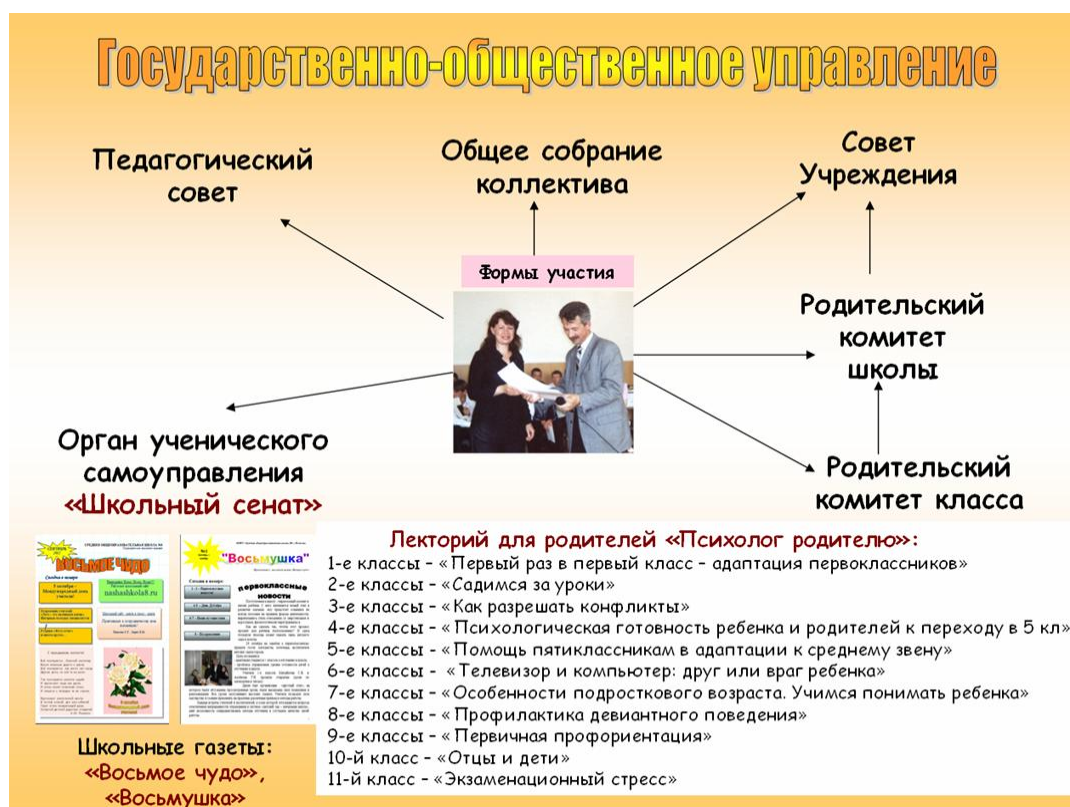 Государственно-общественное управление
Педагогический
совет
Общее собрание
коллектива
Совет
Учреждения
Формы участия
Родительский
комитет
школы
Орган ученического
самоуправления
«Школьный сенат»
Родительский
комитет класса
ВОСЬМОЕ ЧУДО
nashashkola8.ru
"Восьмушка"
Первоклассные
новости
Школьные газеты:
«Восьмое чудо»,
«Восьмушка»
Лекторий для родителей «Психолог родителю»:
1-е классы – «Первый раз в первый класс – адаптация первоклассников»
2-е классы – «Садимся за уроки»
3-е классы – «Как разрешать конфликты»
4-е классы – «Психологическая готовность ребенка и родителей к переходу в 5 кл»
5-е классы – «Помощь пятиклассникам в адаптации к среднему звену»
6-е классы – « Телевизор и компьютер: друг или враг ребенка»
7-е классы – «Особенности подросткового возраста. Учимся понимать ребенка»
8-е классы – « Профилактика девиантного поведения»
9-е классы – « Первичная профориентация»
10-й класс – «Отцы и дети»
11-й класс – «Экзаменационный стресс»